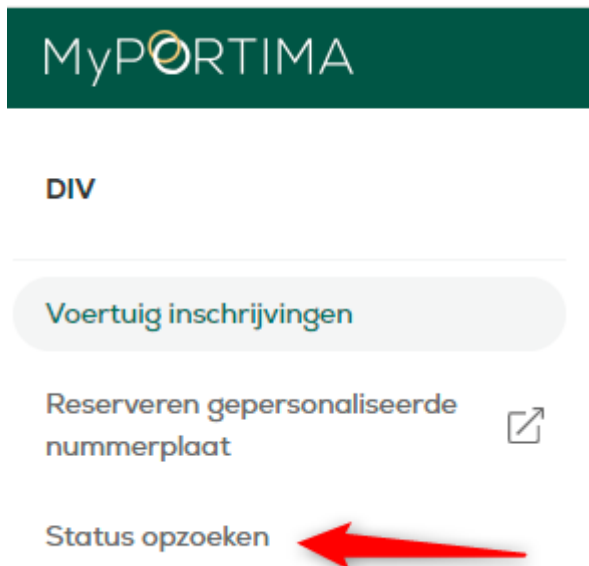 MyPORTIMA
DIV
Voertuig inschrijvingen
Reserveren gepersonaliseerde
nummerplaat
Status opzoeken